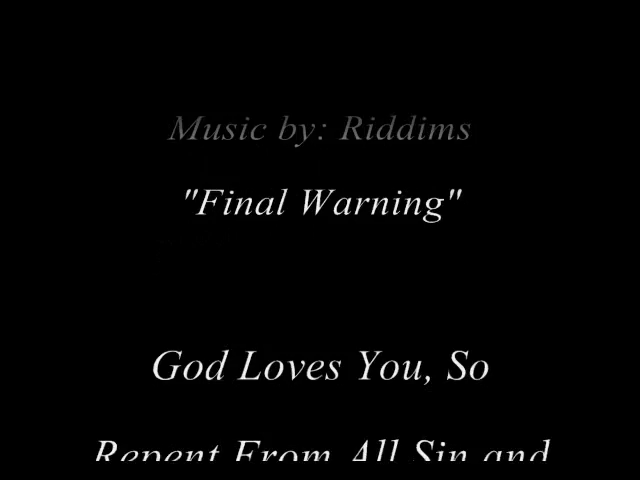 Music by: Riddims
"Final Warning"
God Loves You, So
Repent From All Sin and